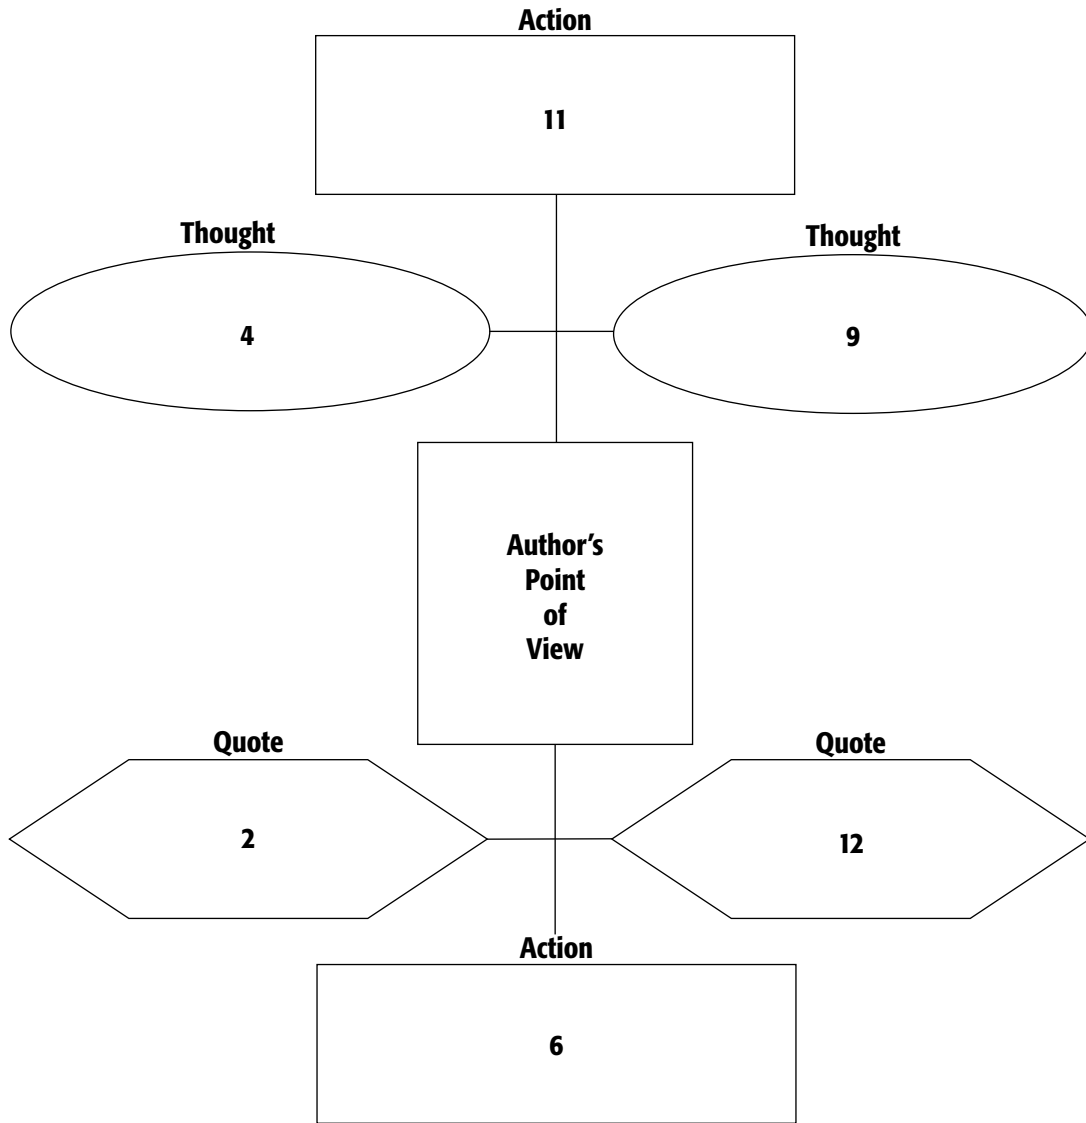 Action
11
Thought
Thought
4
9
Author’s
Point
of
View
Quote
Quote
2
12
Action
6